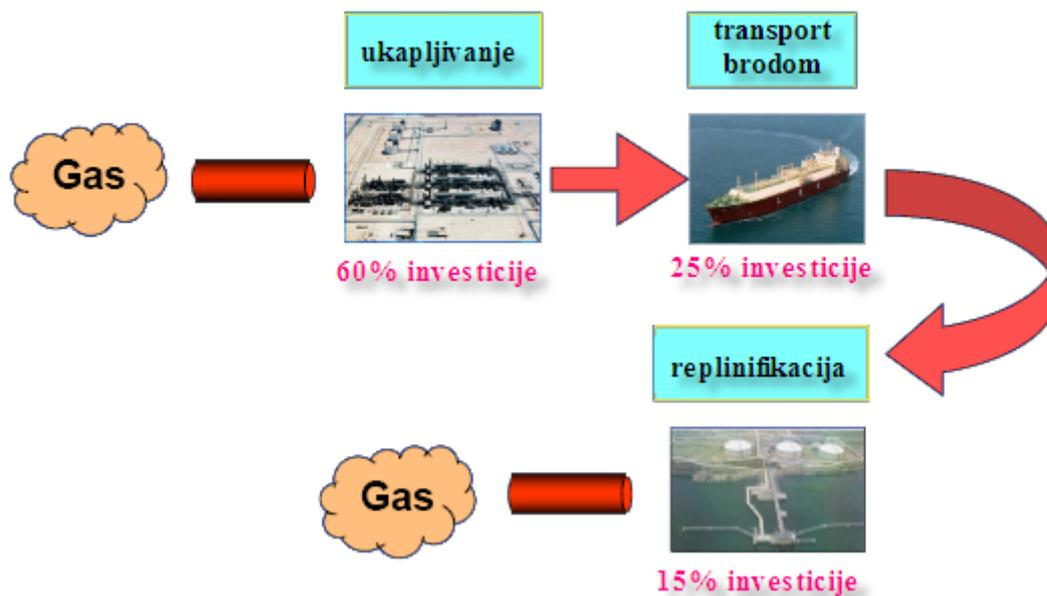 ukapljivanje
transport
brodom
Gas
60% investicije
25% investicije
replinifikacija
Gas
15% investicije